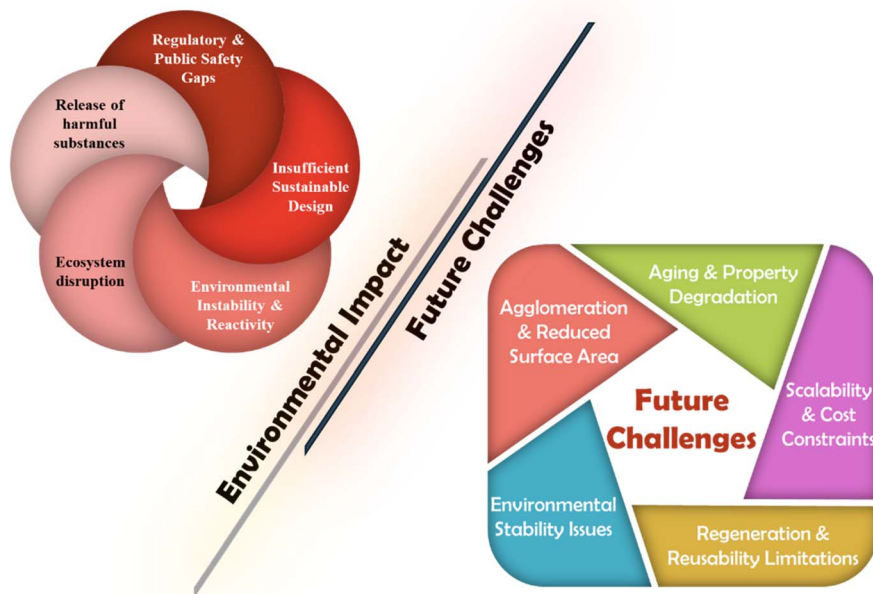 Regulatory &
Public Safety
Gaps
Release of
harmful
substances
Insufficient
Sustainable
Design
Ecosystem
disruption
Environmental
Instability &
Reactivity
Environmental Impact
Future Challenges
Aging & Property
Degradation
Agglomeration
& Reduced
Surface Area
Scalability
& Cost
Constraints
Future
Challenges
Environmental
Stability Issues
Regeneration &
Reusability Limitations